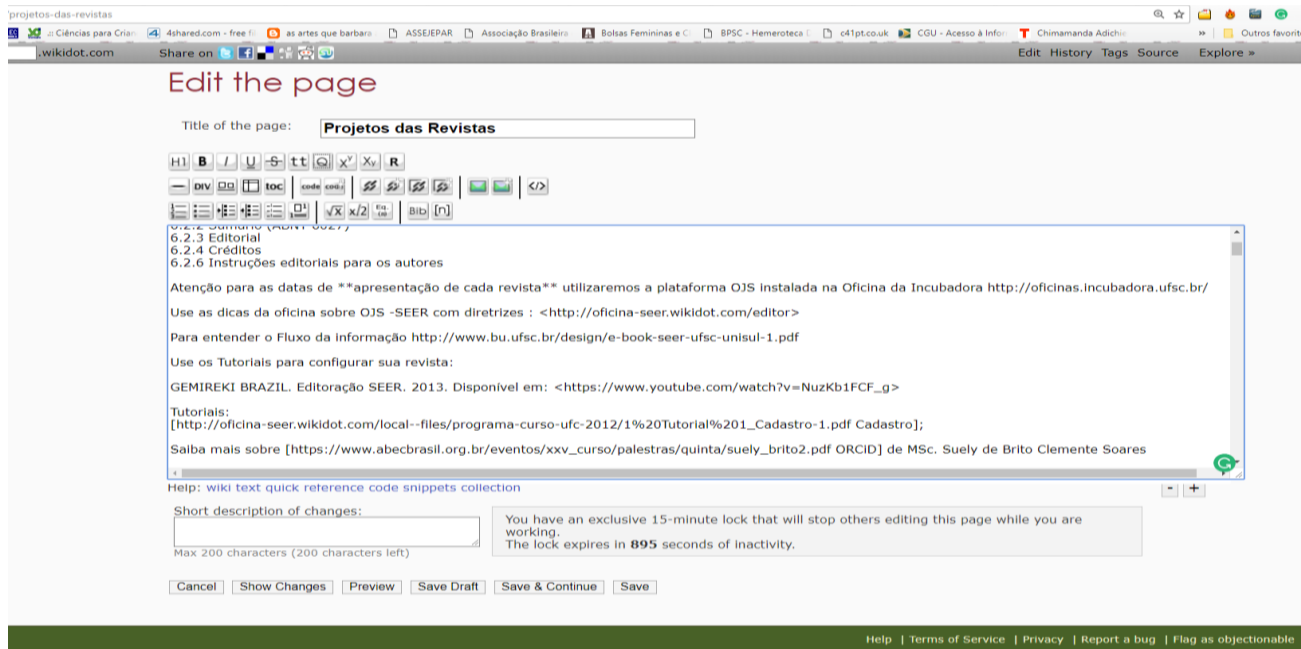 /projetos-das-revistas
.: Ciências para Crian 4shared.com - free fi as artes que barbara ASSEJEPAR Associação Brasileira Bolsas Femininas e C BPSC - Hemeroteca D c41pt.co.uk CGU - Acesso à Infor Chimamanda Adichie » Outros favorit
.wikidot.com Share on Edit History Tags Source Explore »
Edit the page
Title of the page: Projetos das Revistas
H1 B I U S tt X Y X Y R
DIV toc code code
√x x/2 Eq. Bib [n]
6.2.2 Sumário (ABNT 6027)
6.2.3 Editorial
6.2.4 Créditos
6.2.6 Instruções editoriais para os autores
Atenção para as datas de **apresentação de cada revista** utilizaremos a plataforma OJS instalada na Oficina da Incubadora http://oficinas.incubadora.ufsc.br/
Use as dicas da oficina sobre OJS -SEER com diretrizes : <http://oficina-seer.wikidot.com/editor>
Para entender o Fluxo da informação http://www.bu.ufsc.br/design/e-book-seer-ufsc-unisul-1.pdf
Use os Tutoriais para configurar sua revista:
GEMIREKI BRAZIL. Editoração SEER. 2013. Disponível em: <https://www.youtube.com/watch?v=NuzKb1FCF_g>
Tutoriais:
[http://oficina-seer.wikidot.com/local--files/programa-curso-ufc-2012/1%20Tutorial%201_Cadastro-1.pdf Cadastro];
Saiba mais sobre [https://www.abecbrasil.org.br/eventos/xxv_curso/palestras/quinta/suely_brito2.pdf ORCID] de MSc. Suely de Brito Clemente Soares
Help: wiki text quick reference code snippets collection - +
Short description of changes:
Max 200 characters (200 characters left)
You have an exclusive 15-minute lock that will stop others editing this page while you are
working.
The lock expires in 895 seconds of inactivity.
Cancel Show Changes Preview Save Draft Save & Continue Save
Help | Terms of Service | Privacy | Report a bug | Flag as objectionable